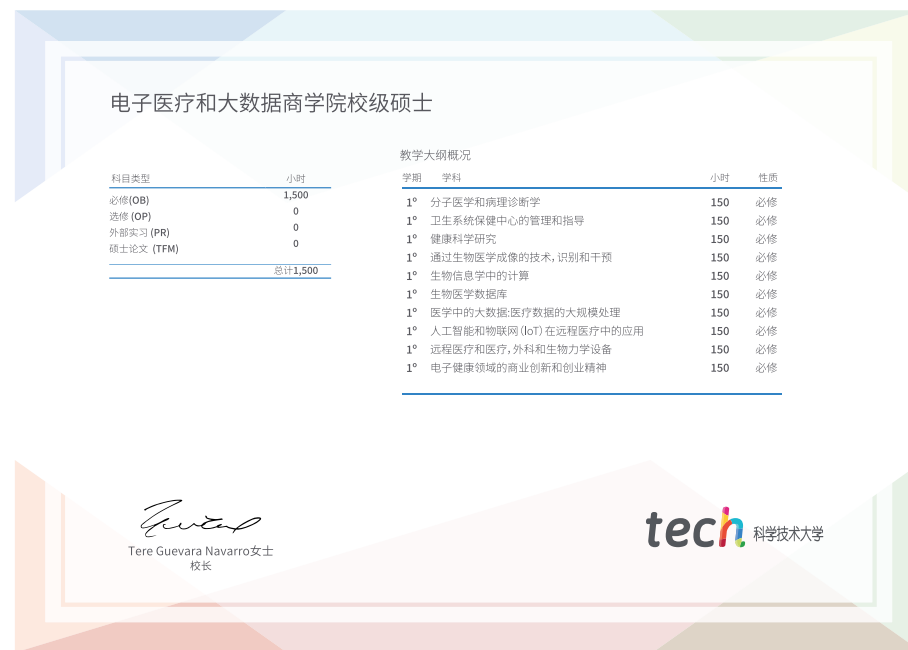 电子医疗和大数据商学院校级硕士
科目类型 小时
必修(OB) 1,500
选修 (OP) 0
外部实习 (PR) 0
硕士论文 (TFM) 0
总计1,500
教学大纲概况
学期 学科 小时 性质
1º 分子医学和病理诊断学 150 必修
1º 卫生系统保健中心的管理和指导 150 必修
1º 健康科学研究 150 必修
1º 通过生物医学成像的技术,识别和干预 150 必修
1º 生物信息学中的计算 150 必修
1º 生物医学数据库 150 必修
1º 医学中的大数据:医疗数据的大规模处理 150 必修
1º 人工智能和物联网(loT)在远程医疗中的应用 150 必修
1º 远程医疗和医疗,外科和生物力学设备 150 必修
1º 电子健康领域的商业创新和创业精神 150 必修
Tere Guevara Navarro女士
校长
tech 科学技术大学